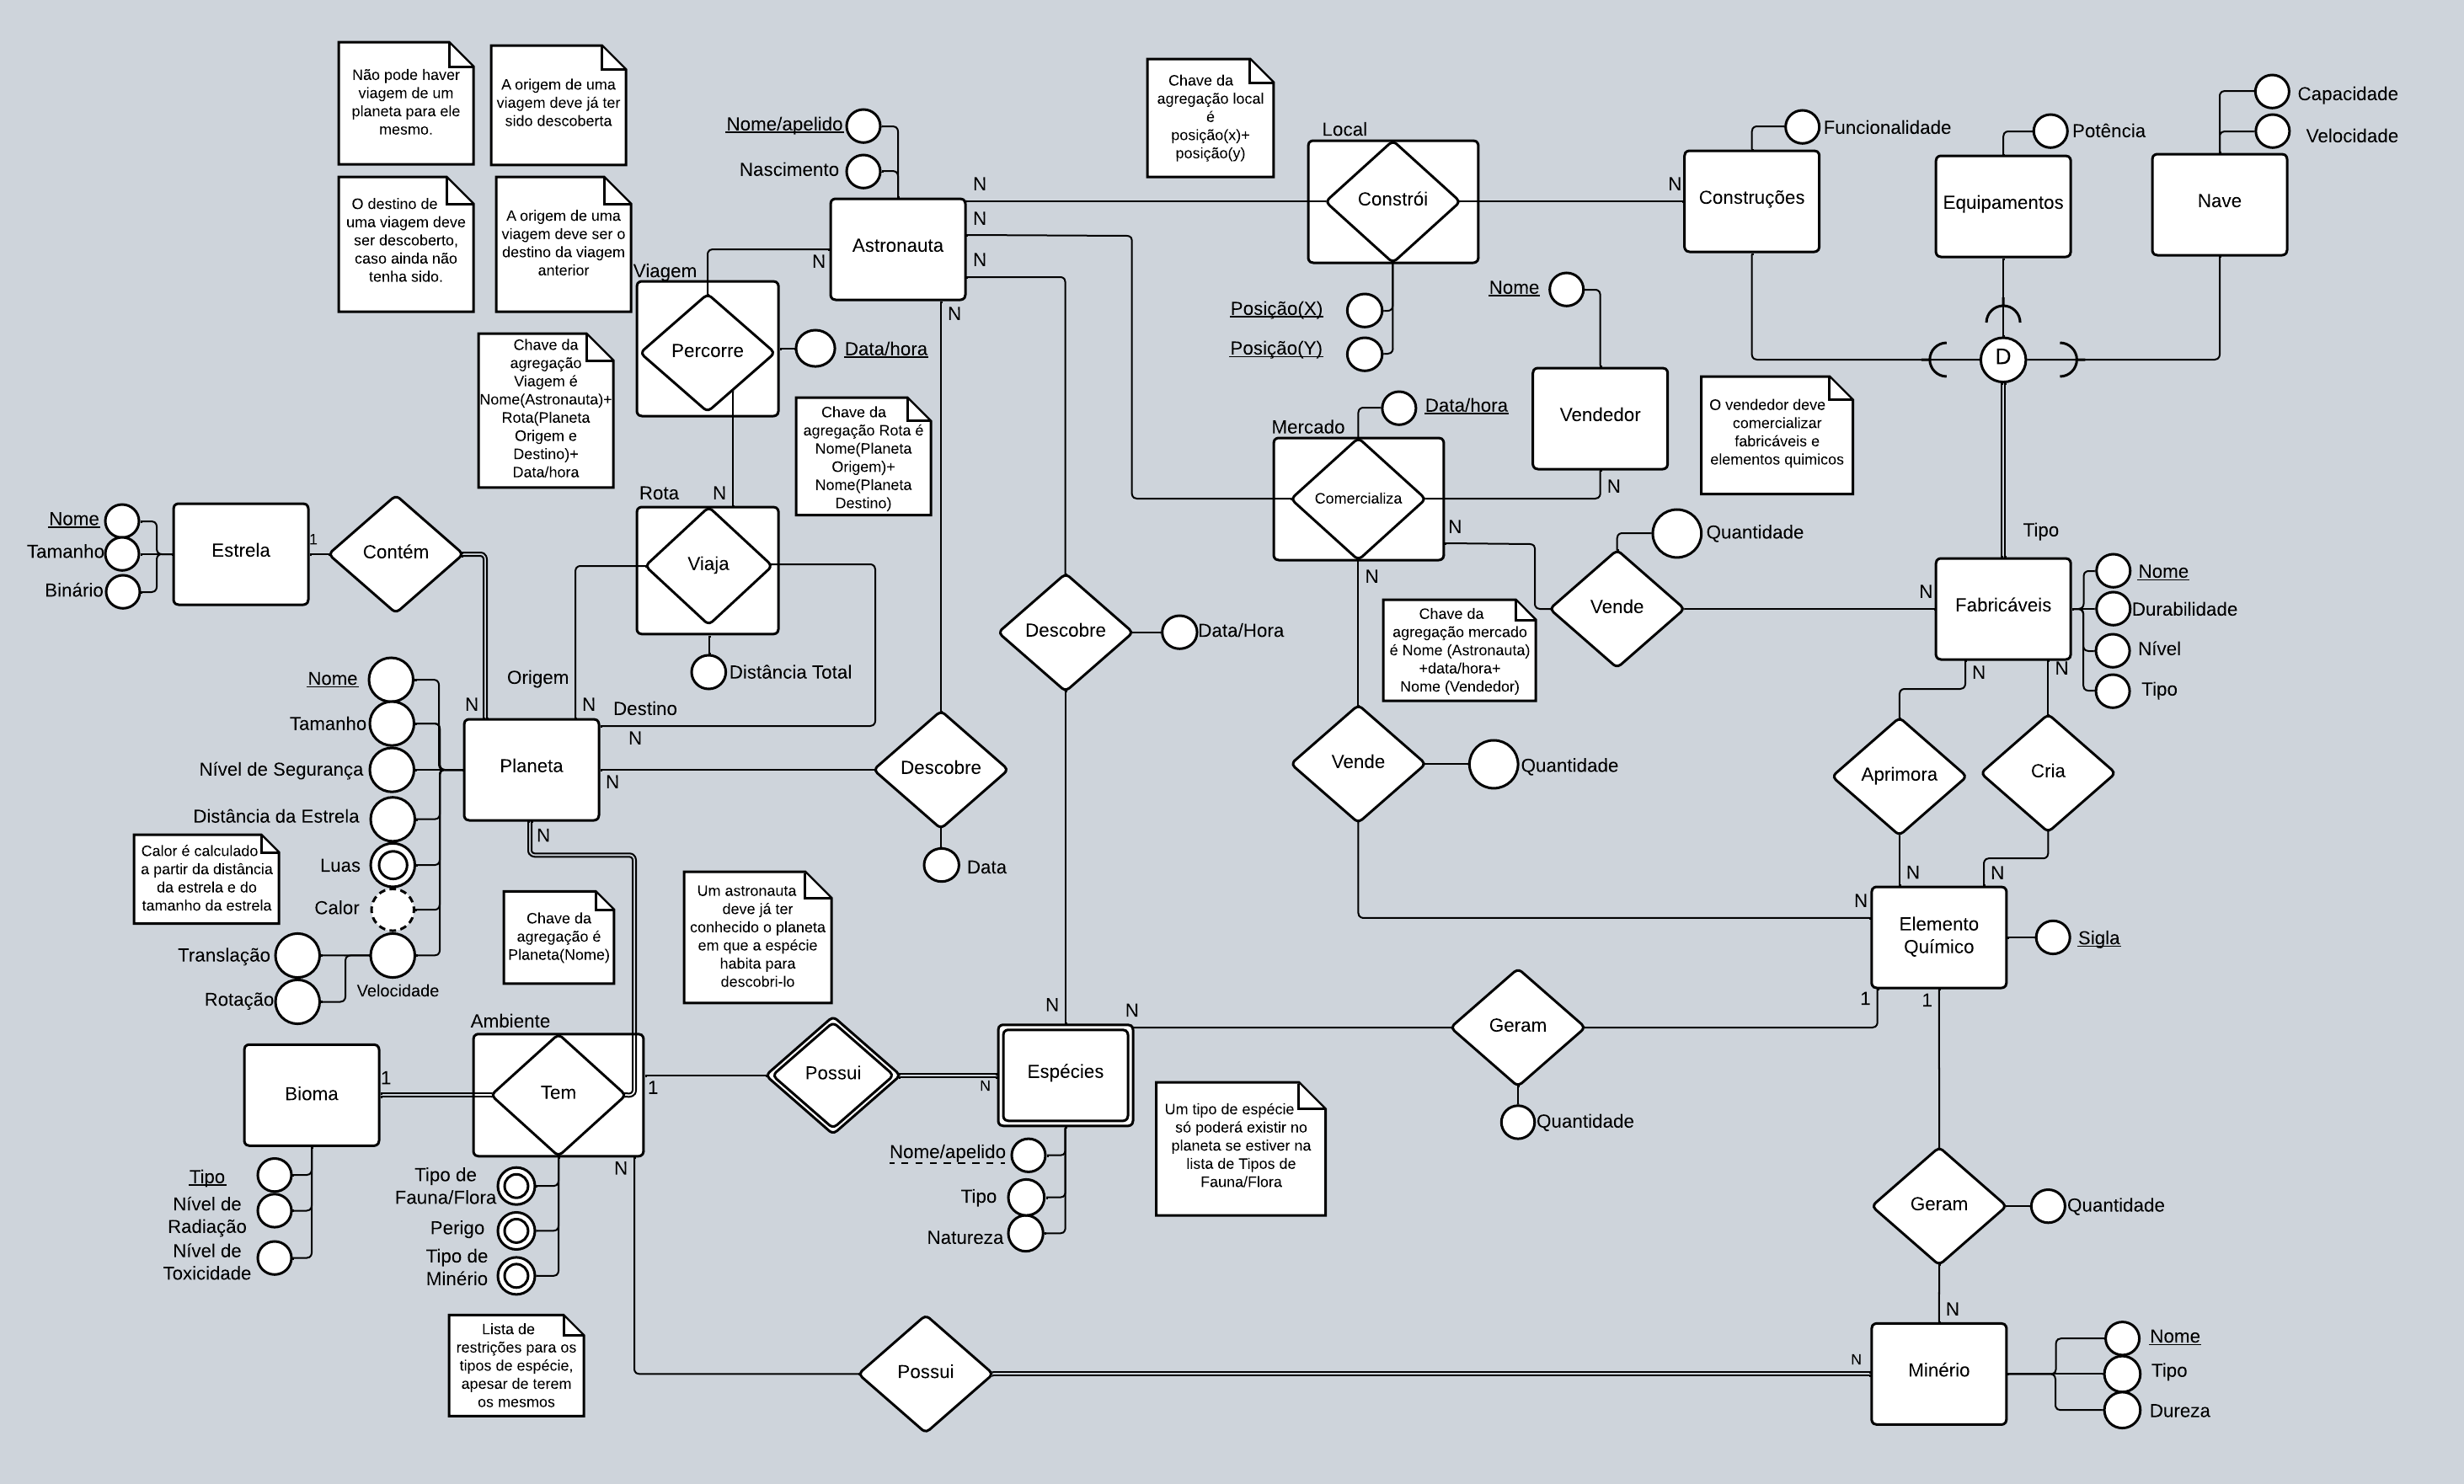 Não pode haver
viagem de um
planeta para ele
mesmo.
A origem de uma
viagem deve já ter
sido descoberta
O destino de
uma viagem deve
ser descoberto,
caso ainda não
tenha sido.
A origem de uma
viagem deve ser o
destino da viagem
anterior
Nome/apelido
Nascimento
Astronauta
N
N
N
N
N
Chave da
agregação local
é
posição(x)+
posição(y)
Local
Constrói
Posição(X)
Posição(Y)
N
Construções
Funcionalidade
Equipamentos
Potência
Nave
Capacidade
Velocidade
D
Viagem
Percorre
Data/hora
Chave da
agregação
Viagem é
Nome(Astronauta)+
Rota(Planeta
Origem e
Destino)+
Data/hora
Chave da
agregação Rota é
Nome(Planeta
Origem)+
Nome(Planeta
Destino)
Nome
Vendedor
N
O vendedor deve
comercializar
fabricáveis e
elementos quimicos
Mercado
Data/hora
Comercializa
N
N
Chave da
agregação mercado
é Nome (Astronauta)
+data/hora+
Nome (Vendedor)
Vende
Quantidade
N
Tipo
Fabricáveis
Nome
Durabilidade
Nível
Tipo
N
N
Nome
Tamanho
Binário
Estrela
1
Contém
N
Rota
N
Viaja
Distância Total
Origem
N
Destino
N
Descobre
Data/Hora
Nome
Tamanho
Nível de Segurança
Distância da Estrela
Luas
Calor
Translação
Rotação
Velocidade
Planeta
N
N
Descobre
Data
Calor é calculado
a partir da distância
da estrela e do
tamanho da estrela
Vende
Quantidade
Aprimora
Cria
N
N
N
Elemento
Químico
Sigla
1
1
Chave da
agregação é
Planeta(Nome)
Um astronauta
deve já ter
conhecido o planeta
em que a espécie
habita para
descobri-lo
Ambiente
Bioma
1
Tem
1
N
Possui
N
N
N
Espécies
Geram
Quantidade
Tipo
Nível de
Radiação
Nível de
Toxicidade
Tipo de
Fauna/Flora
Perigo
Tipo de
Minério
Nome/apelido
Tipo
Natureza
Um tipo de espécie
só poderá existir no
planeta se estiver na
lista de Tipos de
Fauna/Flora
Geram
Quantidade
N
Lista de
restrições para os
tipos de espécie,
apesar de terem
os mesmos
Possui
N
Minério
Nome
Tipo
Dureza